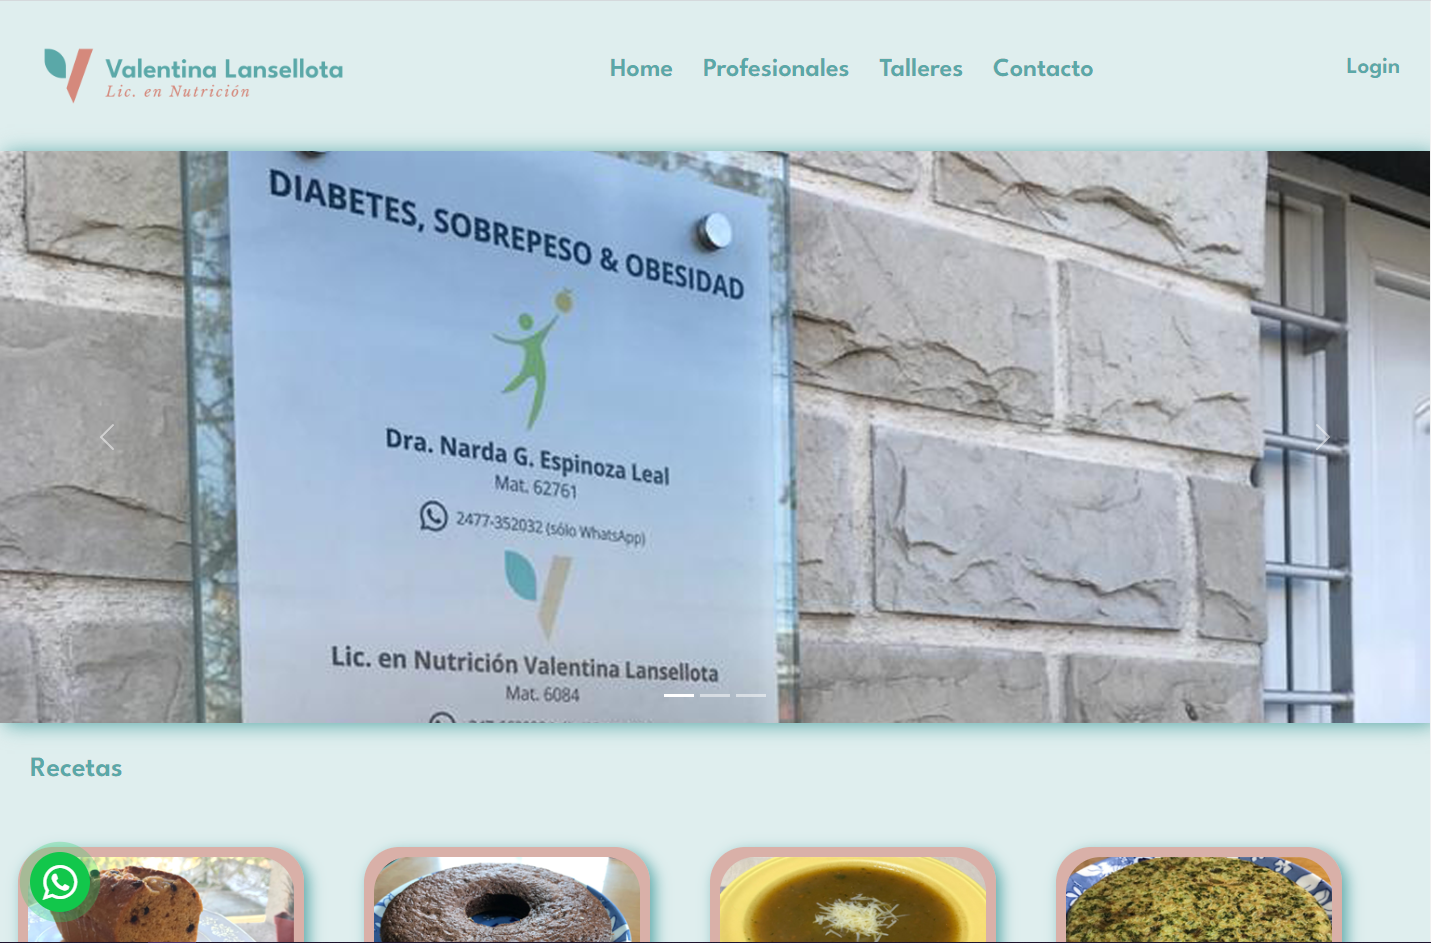 Valentina Lansellota
Lic. en Nutrición
Home Profesionales Talleres Contacto
Login
DIABETES, SOBREPESO & OBESIDAD
Dra. Narda G. Espinoza Leal
Mat. 62761
2477-352032 (sólo WhatsApp)
Lic. en Nutrición Valentina Lansellota
Mat. 6084
Recetas